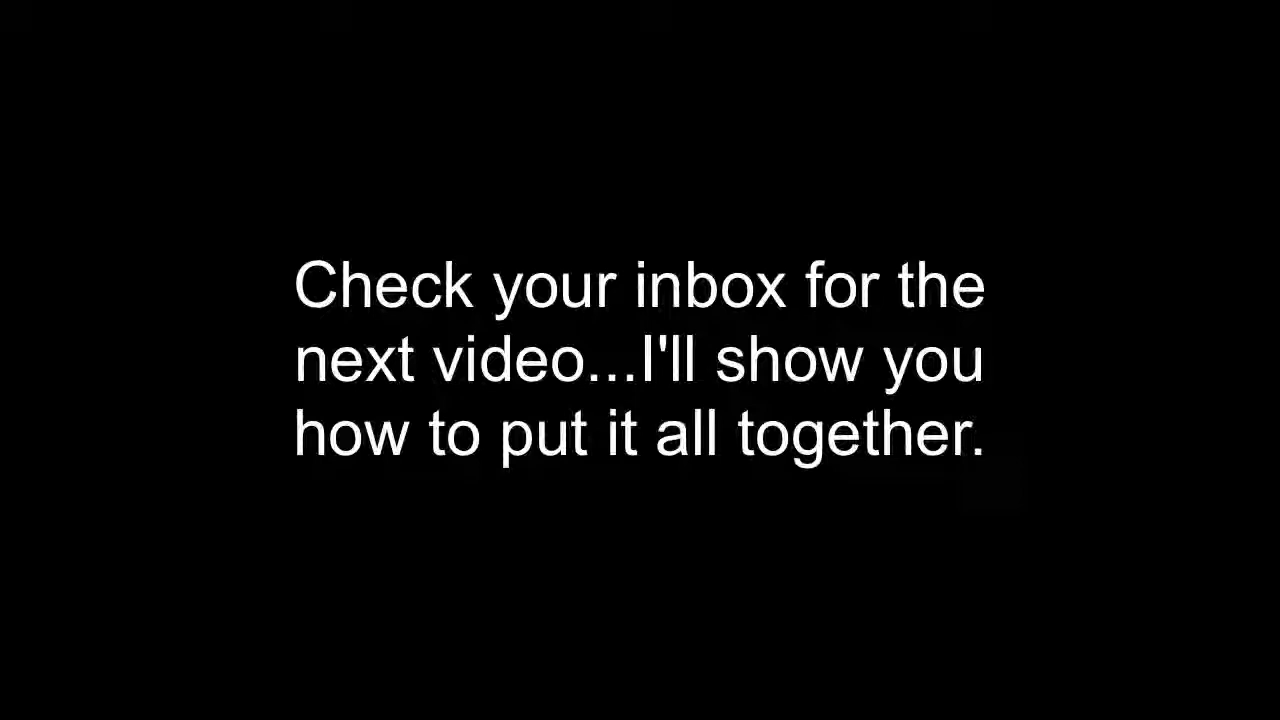 Check your inbox for the
next video...I'll show you
how to put it all together.